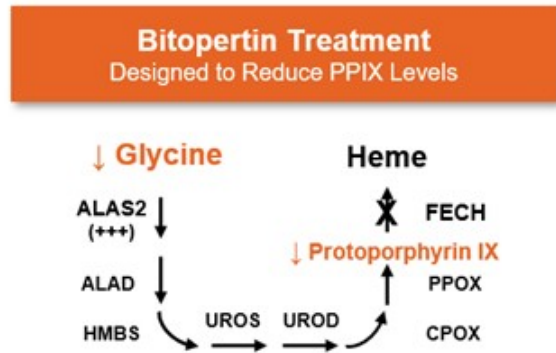 Bitopertin Treatment
Designed to Reduce PPIX Levels
↓ Glycine
Heme
ALAS2
(+++)
X
FECH
↓ Protoporphyrin IX
ALAD
PPOX
HMBS
UROS
UROD
CPOX